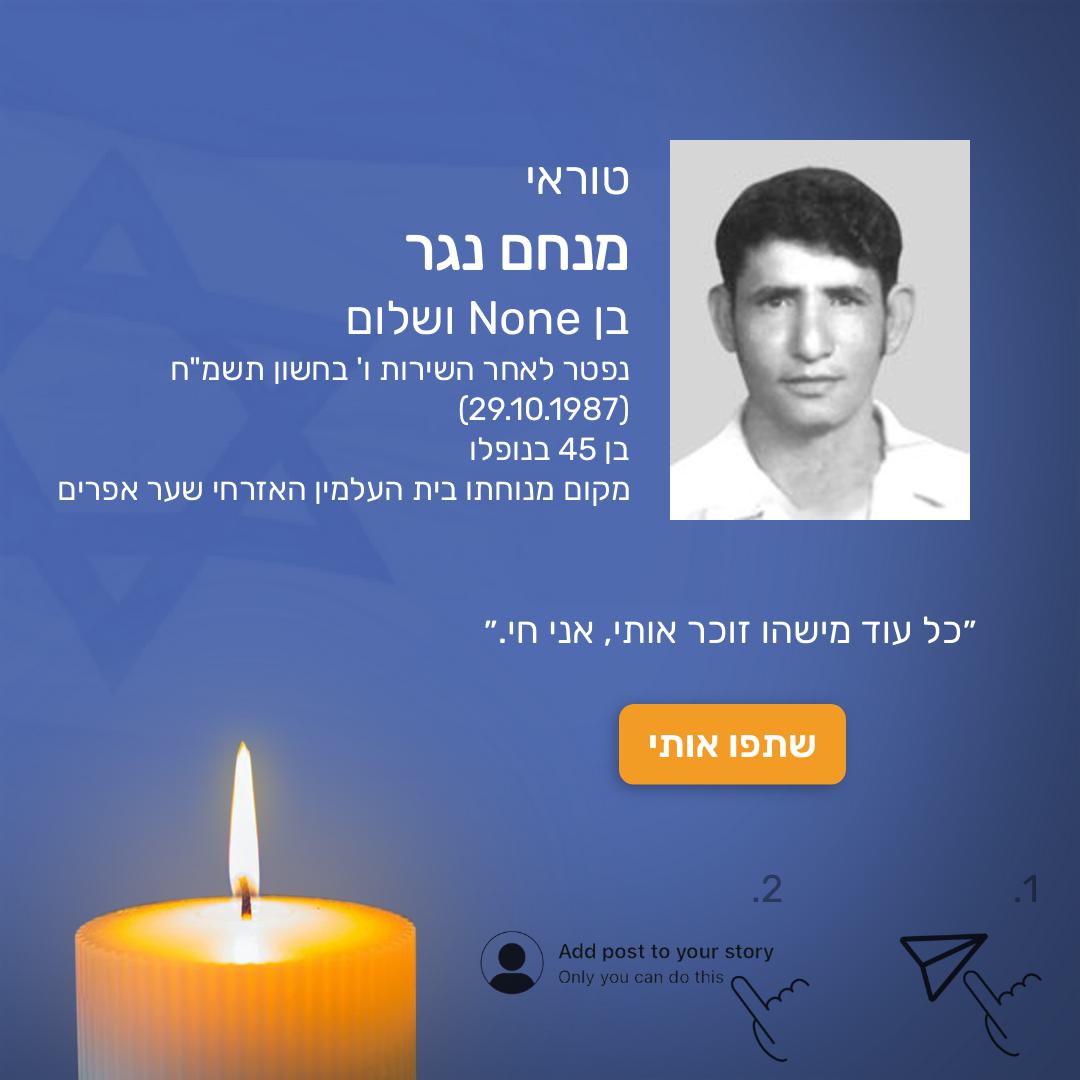 טוראי
מנחם נגר
בן None ושלום
נפטר לאחר השירות ו' בחשון תשמ"ח
(29.10.1987)
בן 45 בנופלו
מקום מנוחתו בית העלמין האזרחי שער אפרים
״כל עוד מישהו זוכר אותי, אני חי.״
שתפו אותי
1.
2.
Add post to your story
Only you can do this